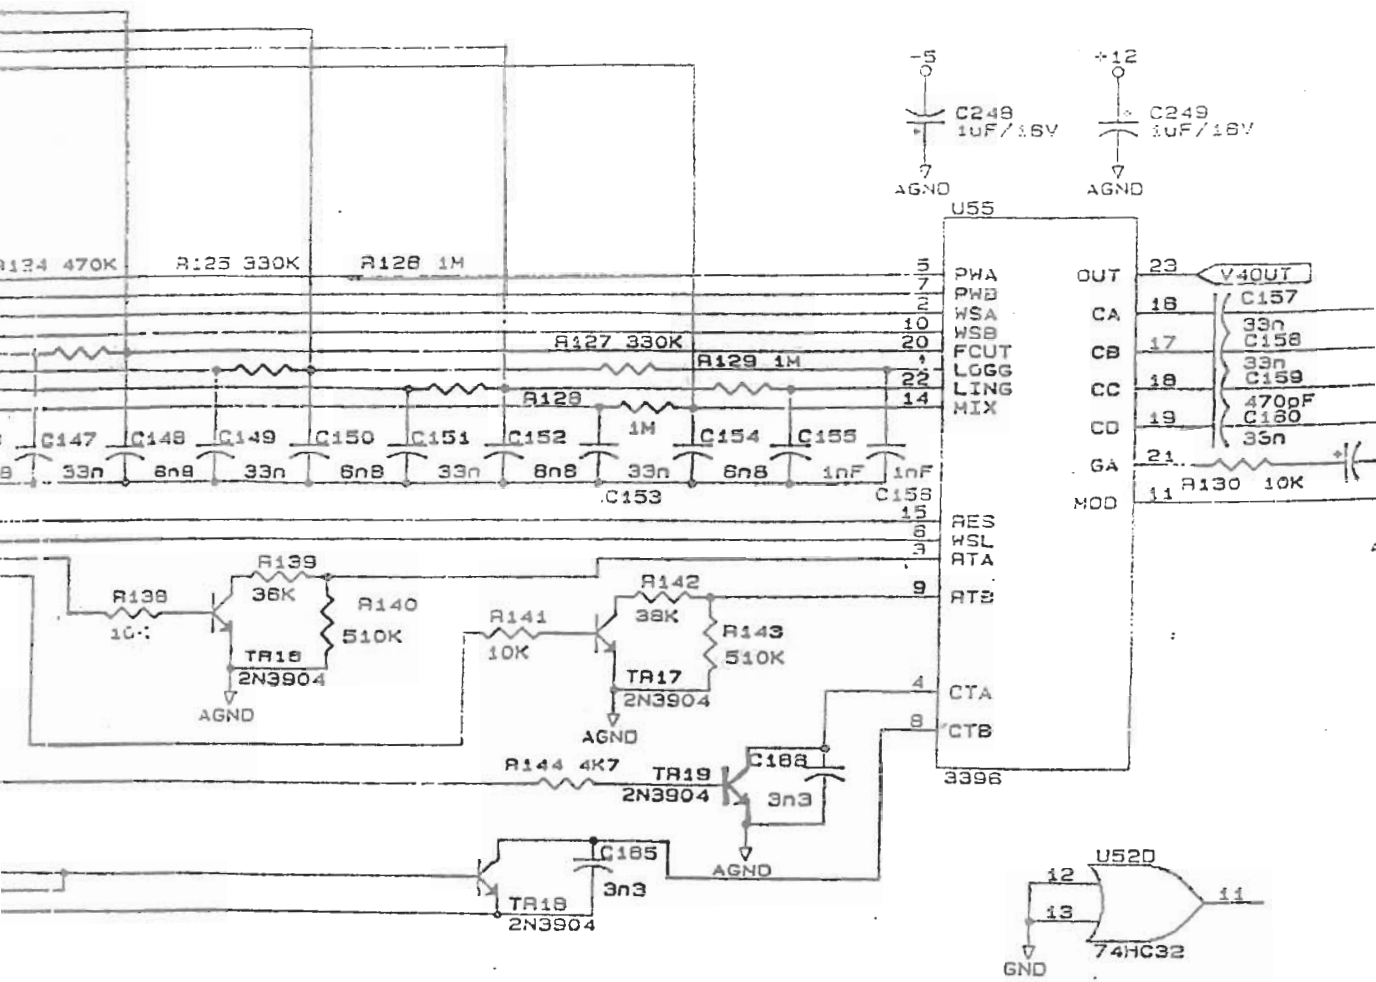 -5
+12
C248
1uF/16V
C249
1uF/16V
AGND
AGND
U55
470K
R125 330K
R126 1M
5
PWA
OUT
23
V4OUT
7
PWB
2
WSA
CA
16
C157
33n
10
WSB
R127 330K
20
FCUT
CB
17
C158
33n
R129 1M
LOGG
22
LING
CC
18
C159
470pF
R128
1M
14
MIX
CD
19
C160
33n
C147
C148
C149
C150
C151
C152
C154
C155
33n
6n8
33n
6n8
33n
6n8
33n
6n8
1nF
1nF
C153
C156
GA
21
R130 10K
MOD
11
15
RES
6
WSL
3
RTA
R139
36K
R138
10K
R140
510K
TR16
2N3904
AGND
9
RTB
R142
36K
R141
10K
R143
510K
TR17
2N3904
AGND
4
CTA
8
CTB
R144 4K7
TR19
2N3904
C186
3n3
3396
AGND
C185
3n3
TR18
2N3904
U52D
12
13
11
74HC32
GND